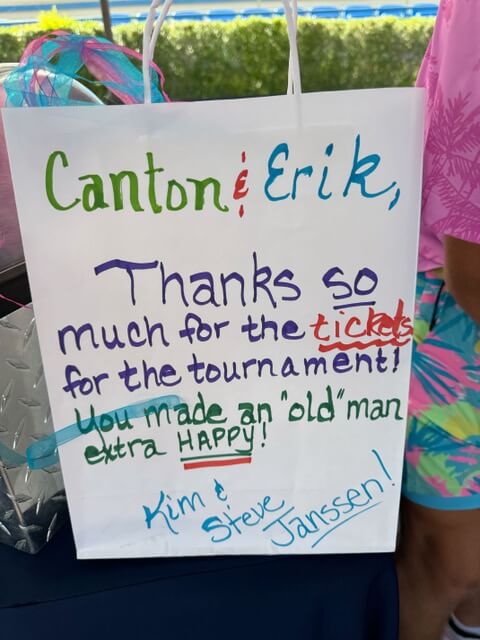 Canton & Erik,
Thanks so
much for the tickets
for the tournament!
You made an "old" man
extra HAPPY!
Kim &
Steve
Janssen!